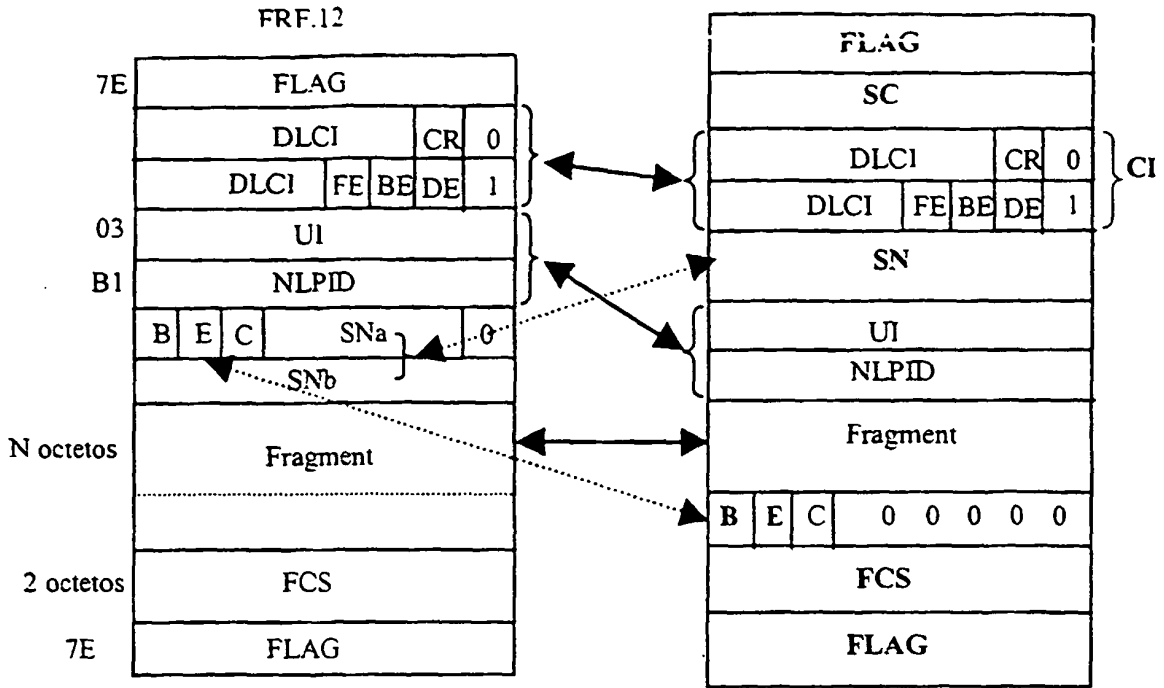 FRF.12
7E FLAG
DLCI CR 0
DLCI FE BE DE 1
03 UI
B1 NLPID
B E C SNa 0
SNb
N octetos Fragment
2 octetos FCS
7E FLAG
FLAG
SC
DLCI CR 0 CI
DLCI FE BE DE 1
SN
UI
NLPID
Fragment
B E C 0 0 0 0 0
FCS
FLAG